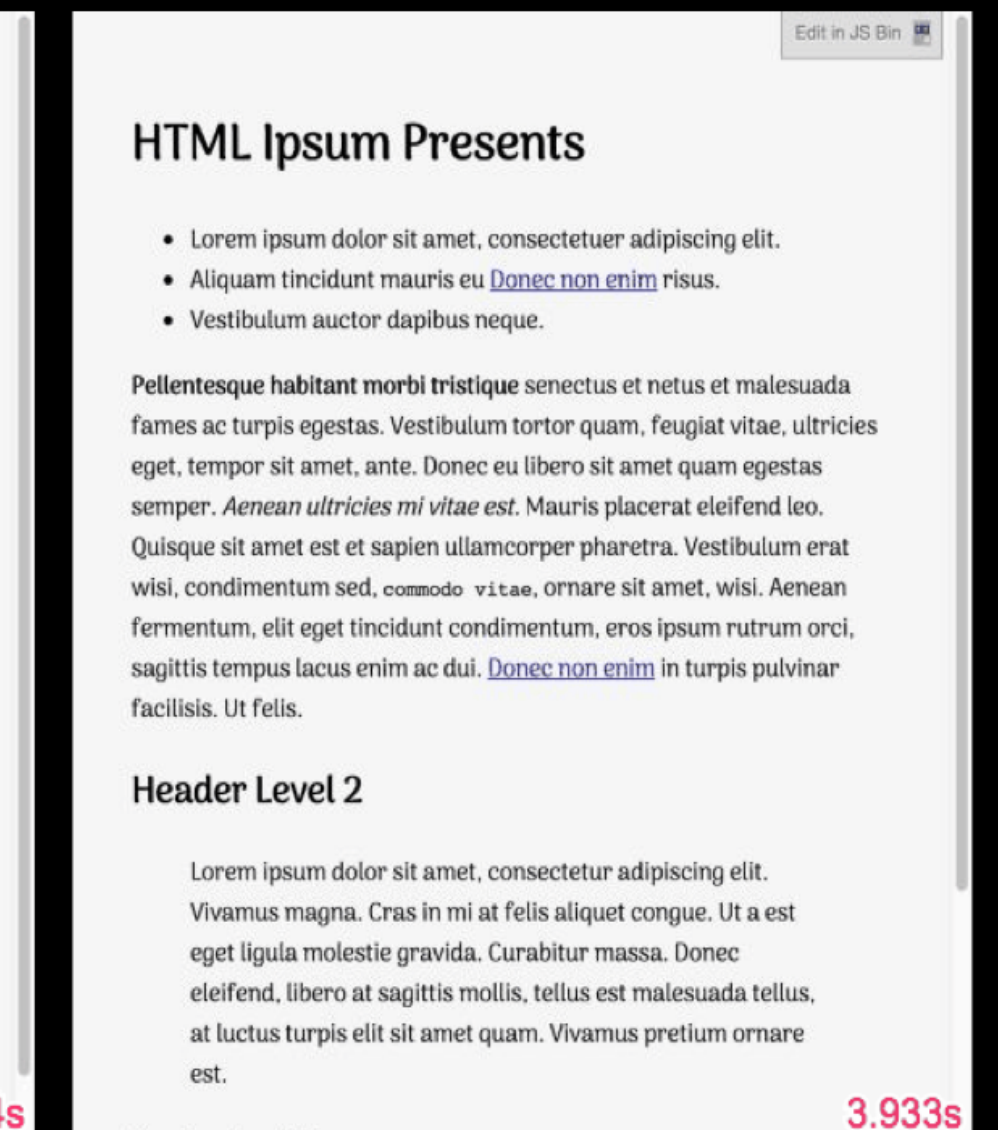 Edit in JS Bin
HTML Ipsum Presents
• Lorem ipsum dolor sit amet, consectetuer adipiscing elit.
• Aliquam tincidunt mauris eu Donec non enim risus.
• Vestibulum auctor dapibus neque.
Pellentesque habitant morbi tristique senectus et netus et malesuada
fames ac turpis egestas. Vestibulum tortor quam, feugiat vitae, ultricies
eget, tempor sit amet, ante. Donec eu libero sit amet quam egestas
semper. Aenean ultricies mi vitae est. Mauris placerat eleifend leo.
Quisque sit amet est et sapien ullamcorper pharetra. Vestibulum erat
wisi, condimentum sed, commodo vitae, ornare sit amet, wisi. Aenean
fermentum, elit eget tincidunt condimentum, eros ipsum rutrum orci,
sagittis tempus lacus enim ac dui. Donec non enim in turpis pulvinar
facilisis. Ut felis.
Header Level 2
Lorem ipsum dolor sit amet, consectetur adipiscing elit.
Vivamus magna. Cras in mi at felis aliquet congue. Ut a est
eget ligula molestie gravida. Curabitur massa. Donec
eleifend, libero at sagittis mollis, tellus est malesuada tellus,
at luctus turpis elit sit amet quam. Vivamus pretium ornare
est.
3.933s